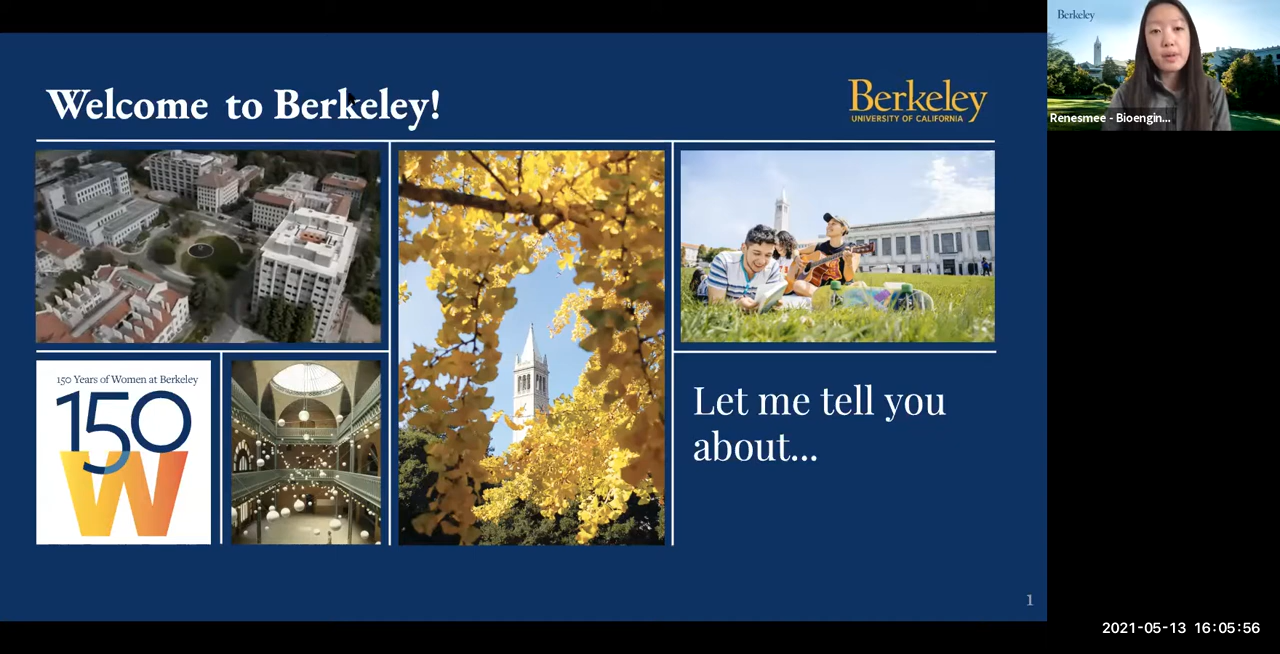 Welcome to Berkeley!
Berkeley
UNIVERSITY OF CALIFORNIA
Berkeley
Renesmee - Bioengin...
150 Years of Women at Berkeley
150
W
Let me tell you
about...
1
2021-05-13 16:05:56